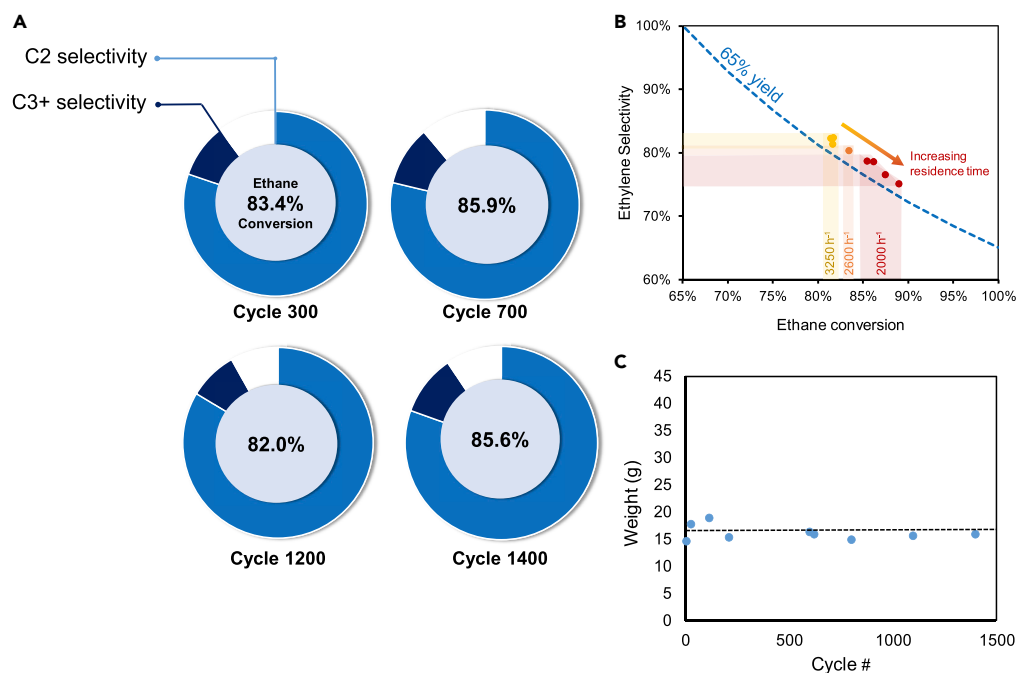 A
C2 selectivity
C3+ selectivity
Ethane
83.4%
Conversion
Cycle 300
85.9%
Cycle 700
82.0%
Cycle 1200
85.6%
Cycle 1400
B
100%
90%
80%
70%
60%
Ethylene Selectivity
65% yield
Increasing
residence time
3250 h⁻¹
2600 h⁻¹
2000 h⁻¹
65% 70% 75% 80% 85% 90% 95% 100%
Ethane conversion
C
45
40
35
30
25
20
15
10
5
0
Weight (g)
0 500 1000 1500
Cycle #